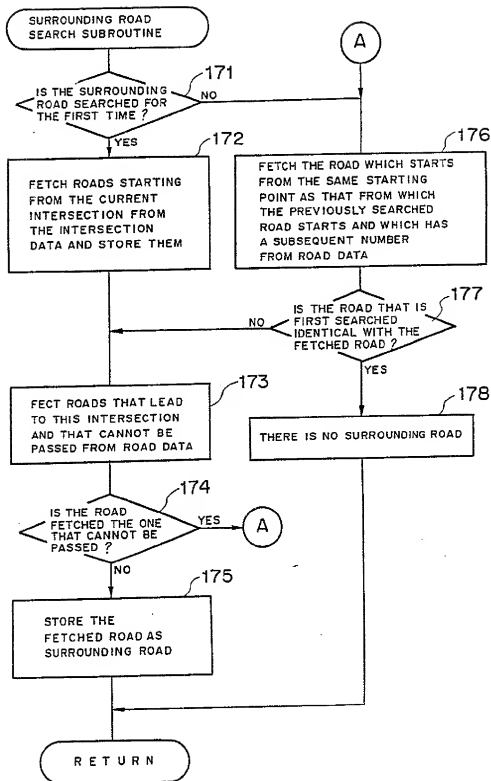 SURROUNDING ROAD
SEARCH SUBROUTINE
171
IS THE SURROUNDING
ROAD SEARCHED FOR
THE FIRST TIME ?
NO
YES
172
FETCH ROADS STARTING
FROM THE CURRENT
INTERSECTION FROM
THE INTERSECTION
DATA AND STORE THEM
A
176
FETCH THE ROAD WHICH STARTS
FROM THE SAME STARTING
POINT AS THAT FROM WHICH
THE PREVIOUSLY SEARCHED
ROAD STARTS AND WHICH HAS
A SUBSEQUENT NUMBER
FROM ROAD DATA
177
IS THE ROAD THAT IS
FIRST SEARCHED
IDENTICAL WITH THE
FETCHED ROAD ?
NO
YES
178
THERE IS NO SURROUNDING ROAD
173
FECT ROADS THAT LEAD
TO THIS INTERSECTION
AND THAT CANNOT BE
PASSED FROM ROAD DATA
174
IS THE ROAD
FETCHED THE ONE
THAT CANNOT BE
PASSED ?
YES
A
NO
175
STORE THE
FETCHED ROAD AS
SURROUNDING ROAD
RETURN